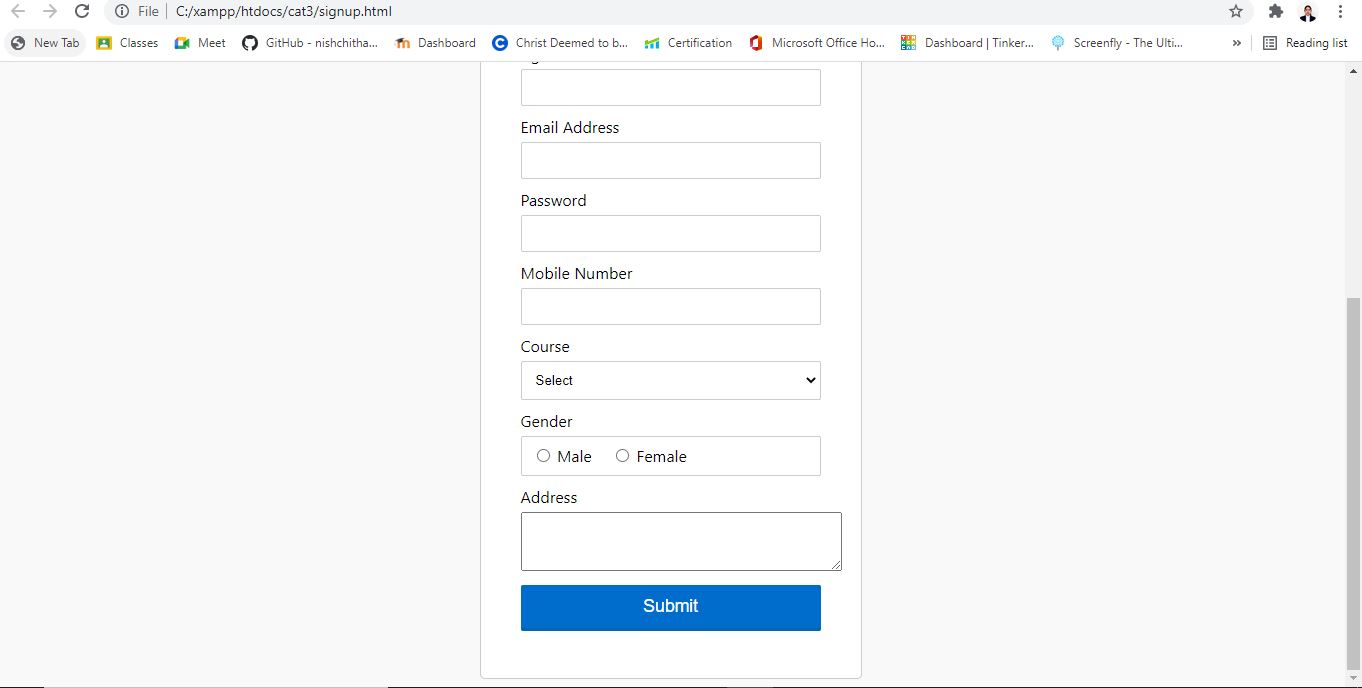 File C:/xampp/htdocs/cat3/signup.html
New Tab Classes Meet GitHub - nishchitha... Dashboard Christ Deemed to b... Certification Microsoft Office Ho... Dashboard | Tinker... Screenfly - The Ulti... » Reading list
Email Address
Password
Mobile Number
Course
Select
Gender
Male Female
Address
Submit